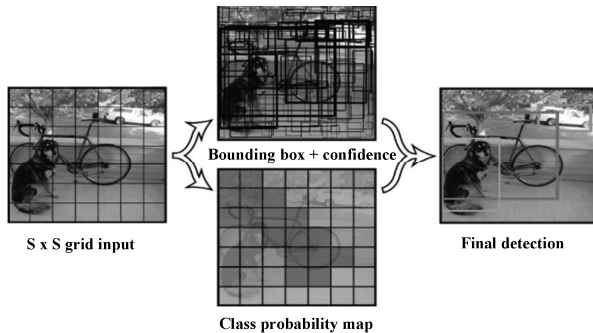 Bounding box + confidence
S x S grid input
Final detection
Class probability map